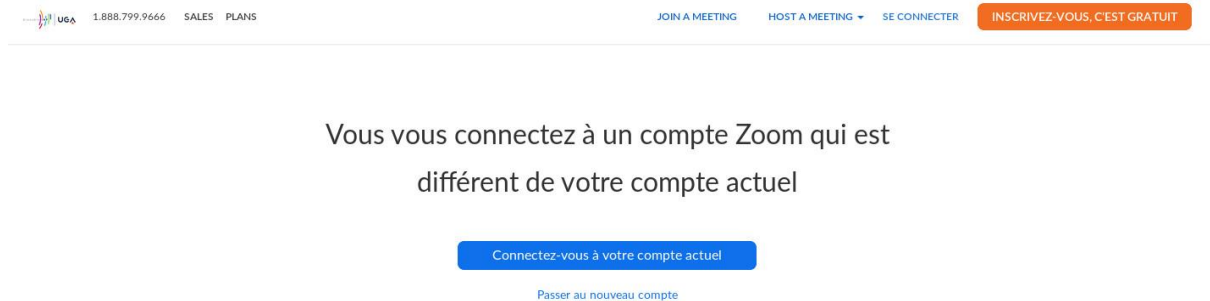 UGA 1.888.799.9666 SALES PLANS JOIN A MEETING HOST A MEETING SE CONNECTER INSCRIVEZ-VOUS, C'EST GRATUIT
Vous vous connectez à un compte Zoom qui est
différent de votre compte actuel
Connectez-vous à votre compte actuel
Passer au nouveau compte